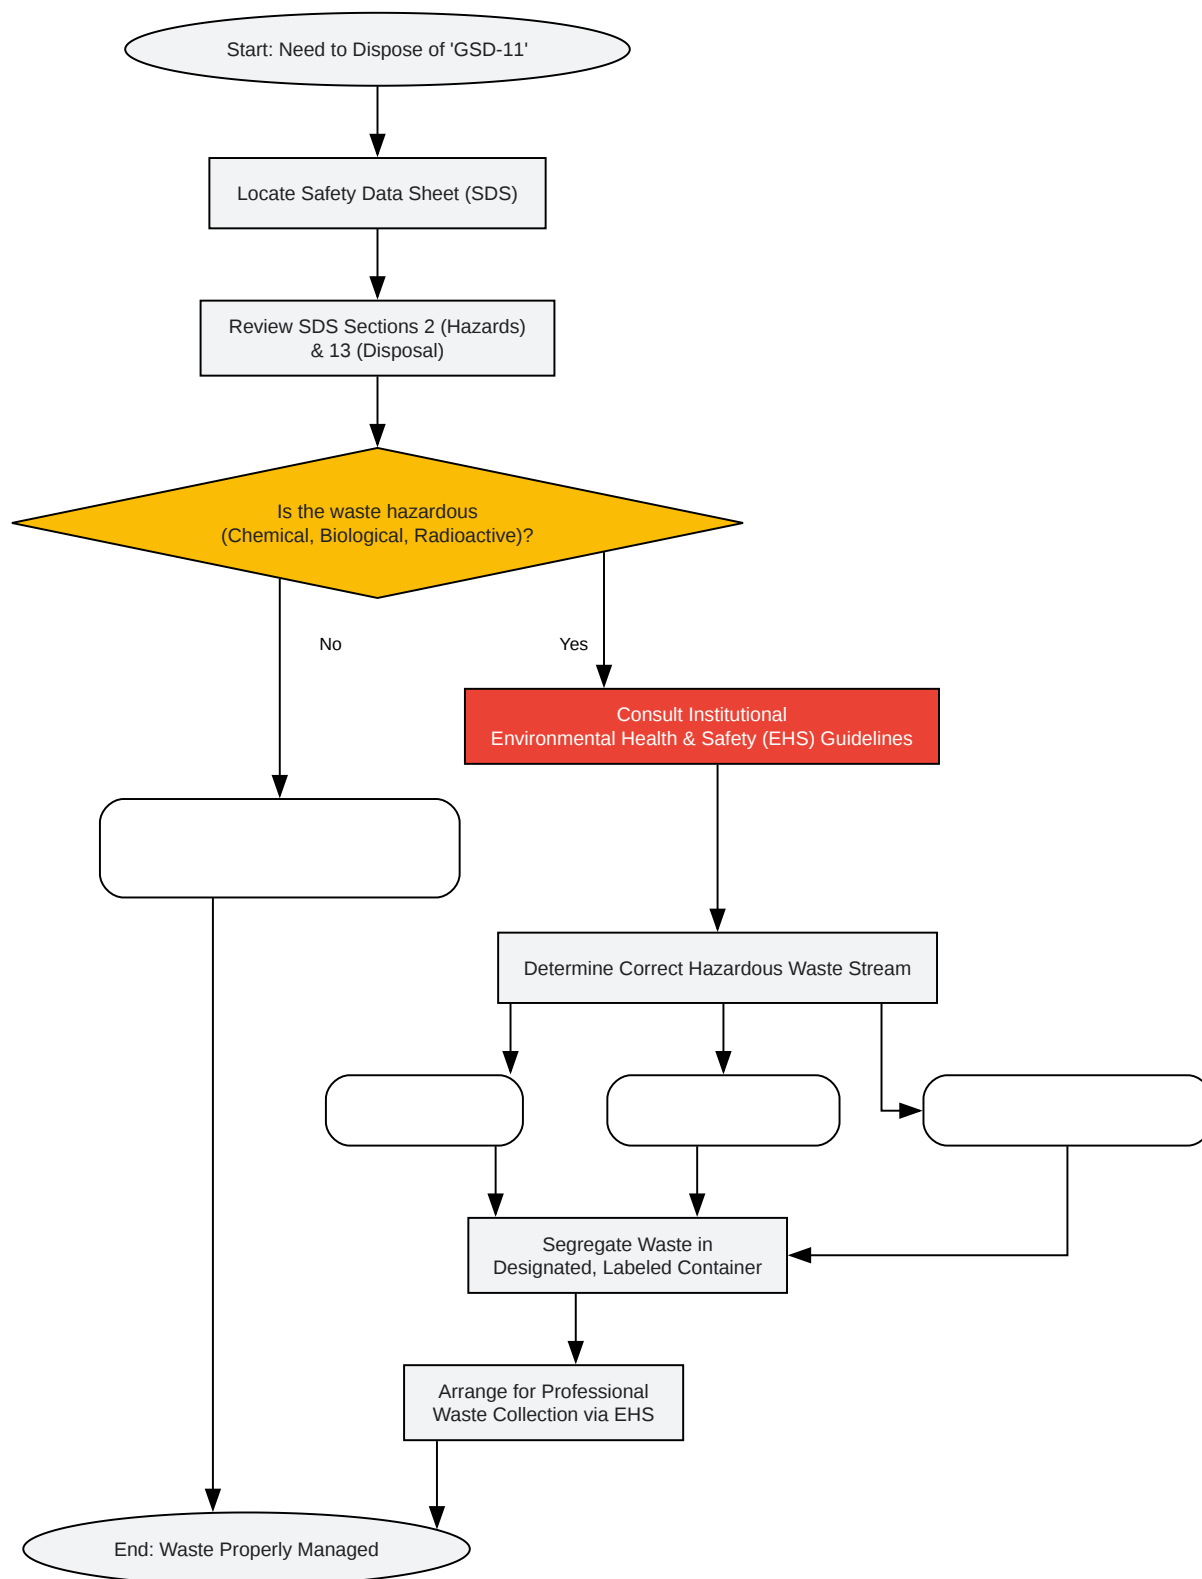 Start: Need to Dispose of 'GSD-11'
Locate Safety Data Sheet (SDS)
Review SDS Sections 2 (Hazards)
& 13 (Disposal)
Is the waste hazardous
(Chemical, Biological, Radioactive)?
No
Yes
Consult Institutional
Environmental Health & Safety (EHS) Guidelines
Determine Correct Hazardous Waste Stream
Segregate Waste in
Designated, Labeled Container
Arrange for Professional
Waste Collection via EHS
End: Waste Properly Managed